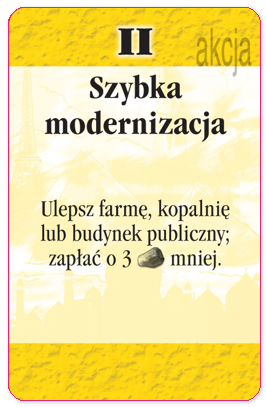 II
akcja
Szybka
modernizacja
Ulepsz farmę, kopalnię
lub budynek publiczny;
zapłać o 3 mniej.